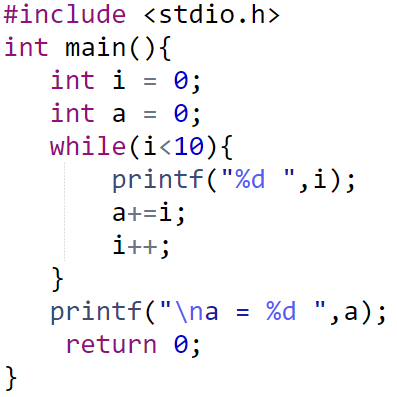 #include <stdio.h>
int main(){
   int i = 0;
   int a = 0;
   while(i<10){
       printf("%d ",i);
       a+=i;
       i++;
   }
   printf("\na = %d ",a);
    return 0;
}